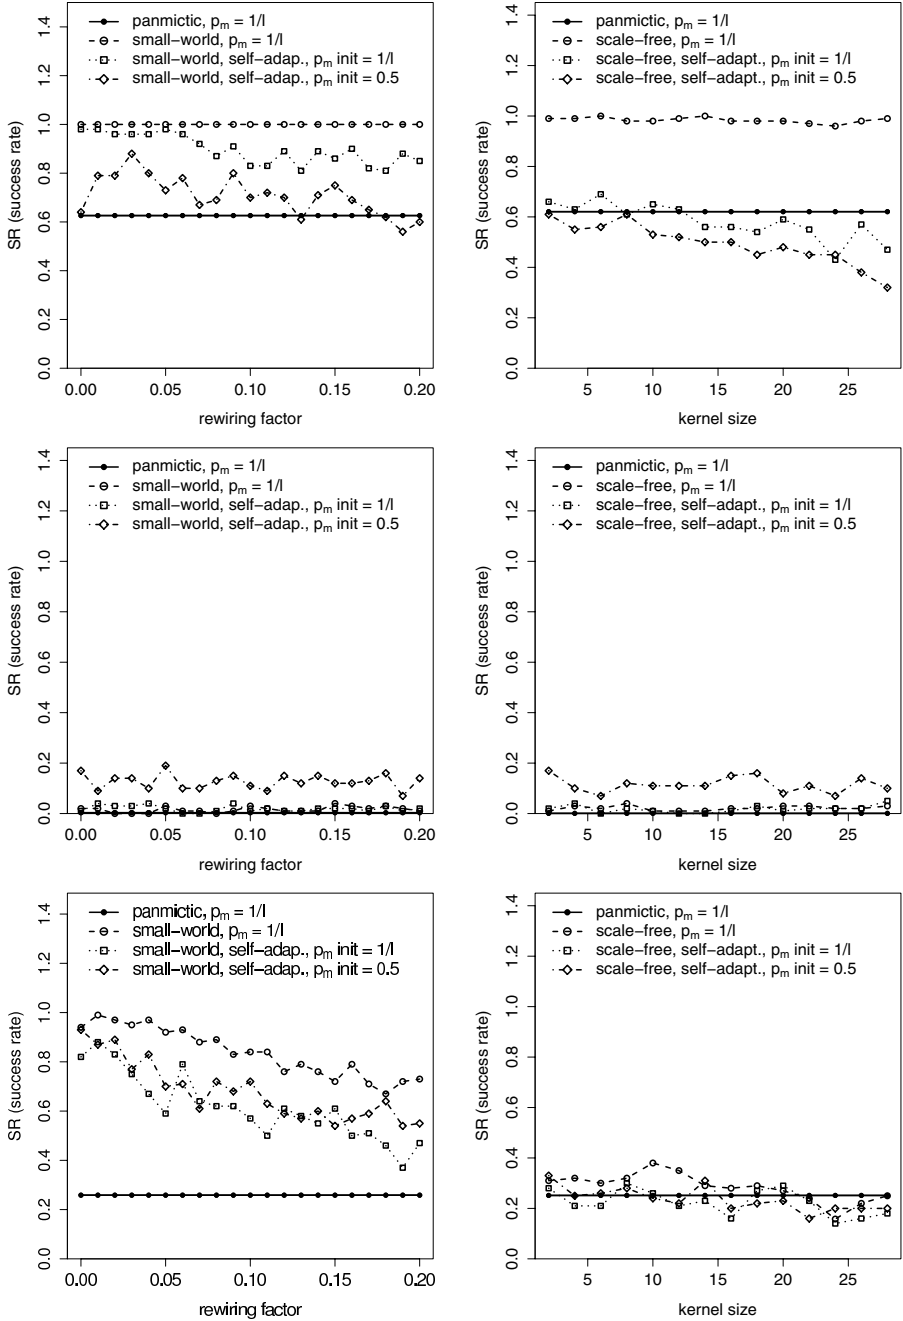 panmictic, pm = 1/l
small−world, pm = 1/l
small−world, self−adap., pm init = 1/l
small−world, self−adap., pm init = 0.5
SR (success rate)
0.0 0.2 0.4 0.6 0.8 1.0 1.2 1.4
0.00 0.05 0.10 0.15 0.20
rewiring factor
panmictic, pm = 1/l
scale−free, pm = 1/l
scale−free, self−adapt., pm init = 1/l
scale−free, self−adapt., pm init = 0.5
SR (success rate)
0.0 0.2 0.4 0.6 0.8 1.0 1.2 1.4
5 10 15 20 25
kernel size
panmictic, pm = 1/l
small−world, pm = 1/l
small−world, self−adap., pm init = 1/l
small−world, self−adap., pm init = 0.5
SR (success rate)
0.0 0.2 0.4 0.6 0.8 1.0 1.2 1.4
0.00 0.05 0.10 0.15 0.20
rewiring factor
panmictic, pm = 1/l
scale−free, pm = 1/l
scale−free, self−adapt., pm init = 1/l
scale−free, self−adapt., pm init = 0.5
SR (success rate)
0.0 0.2 0.4 0.6 0.8 1.0 1.2 1.4
5 10 15 20 25
kernel size
panmictic, pm = 1/l
small−world, pm = 1/l
small−world, self−adap., pm init = 1/l
small−world, self−adap., pm init = 0.5
SR (success rate)
0.0 0.2 0.4 0.6 0.8 1.0 1.2 1.4
0.00 0.05 0.10 0.15 0.20
rewiring factor
panmictic, pm = 1/l
scale−free, pm = 1/l
scale−free, self−adapt., pm init = 1/l
scale−free, self−adapt., pm init = 0.5
SR (success rate)
0.0 0.2 0.4 0.6 0.8 1.0 1.2 1.4
5 10 15 20 25
kernel size